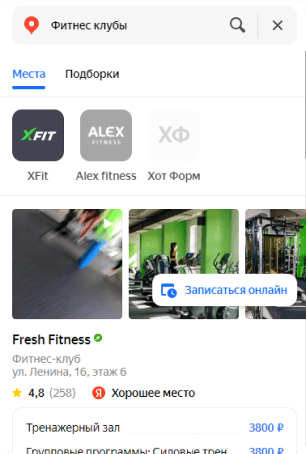 Фитнес клубы
Места
Подборки
XFIT
ALEX
FITNESS
ХФ
XFit
Alex fitness
Хот Форм
Записаться онлайн
Fresh Fitness
Фитнес-клуб
ул. Ленина, 16, этаж 6
4,8 (258)
Я Хорошее место
Тренажерный зал 3800 ₽
Групповые программы: Силовые трен 3800 ₽